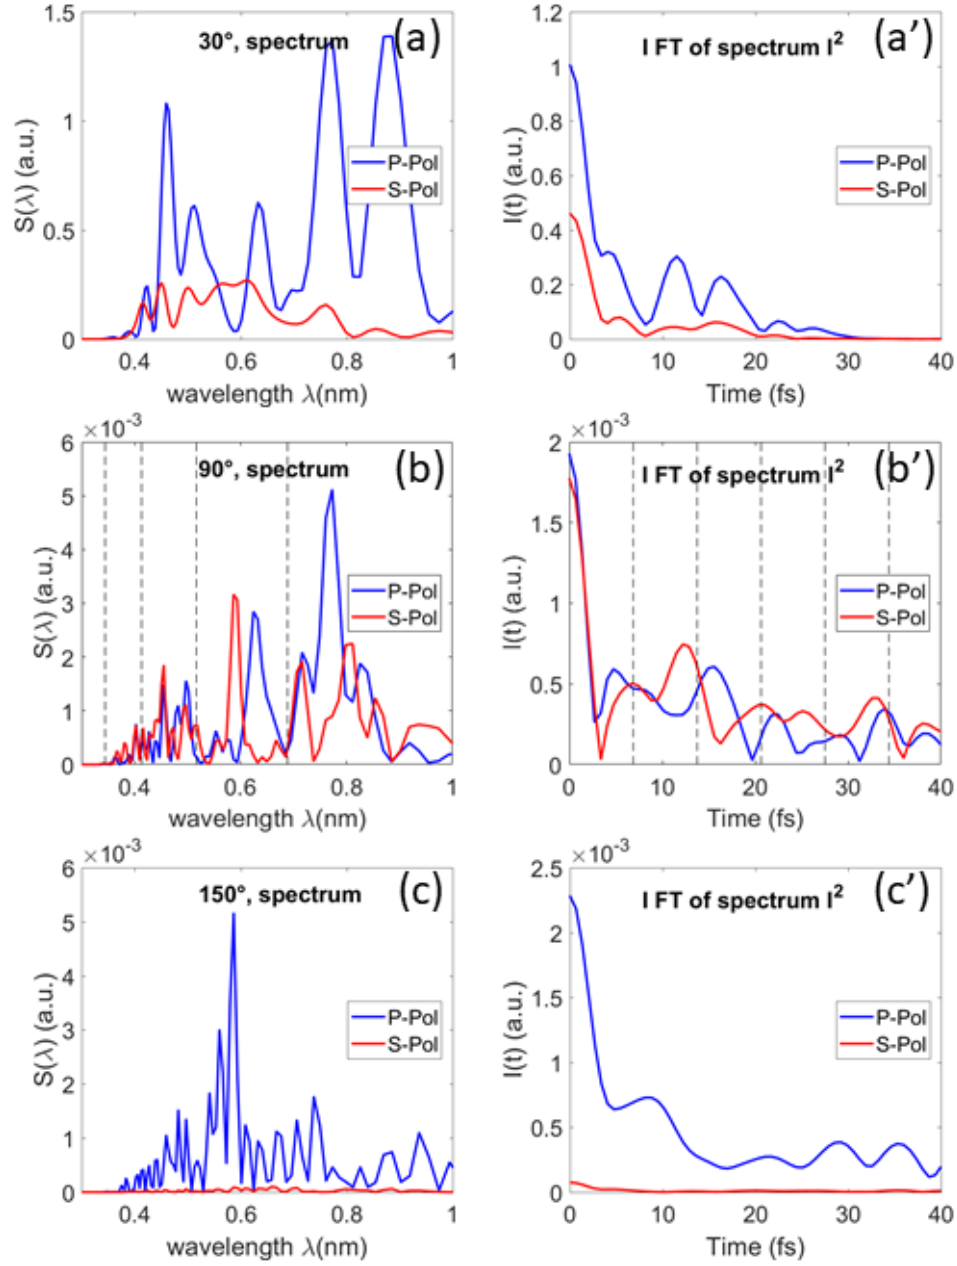 30°, spectrum (a)
S(λ) (a.u.)
1.5
1
0.5
0
P-Pol
S-Pol
0.4 0.6 0.8 1
wavelength λ(nm)
I FT of spectrum I² (a’)
I(t) (a.u.)
1.2
1
0.8
0.6
0.4
0.2
0
P-Pol
S-Pol
0 10 20 30 40
Time (fs)
×10⁻³
90°, spectrum (b)
S(λ) (a.u.)
6
5
4
3
2
1
0
P-Pol
S-Pol
0.4 0.6 0.8 1
wavelength λ(nm)
×10⁻³
I FT of spectrum I² (b’)
I(t) (a.u.)
2
1.5
1
0.5
0
P-Pol
S-Pol
0 10 20 30 40
Time (fs)
×10⁻³
150°, spectrum (c)
S(λ) (a.u.)
6
5
4
3
2
1
0
P-Pol
S-Pol
0.4 0.6 0.8 1
wavelength λ(nm)
×10⁻³
I FT of spectrum I² (c’)
I(t) (a.u.)
2.5
2
1.5
1
0.5
0
P-Pol
S-Pol
0 10 20 30 40
Time (fs)